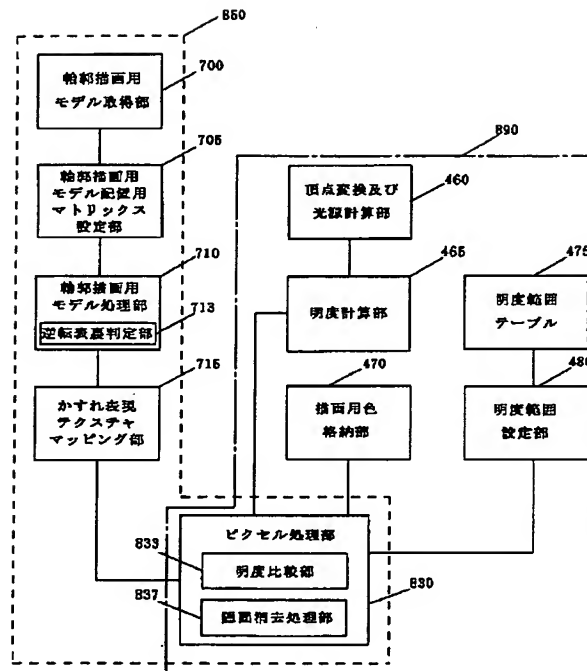 850
輪郭描画用
モデル取得部
700
705
輪郭描画用
モデル配置用
マトリックス
設定部
710
輪郭描画用
モデル処理部
713
逆転表裏判定部
715
かすれ表現
テクスチャ
マッピング部
890
頂点変換及び
光源計算部
460
465
明度計算部
475
明度範囲
テーブル
470
描画用色
格納部
480
明度範囲
設定部
ピクセル処理部
833
明度比較部
837
隠面消去処理部
830